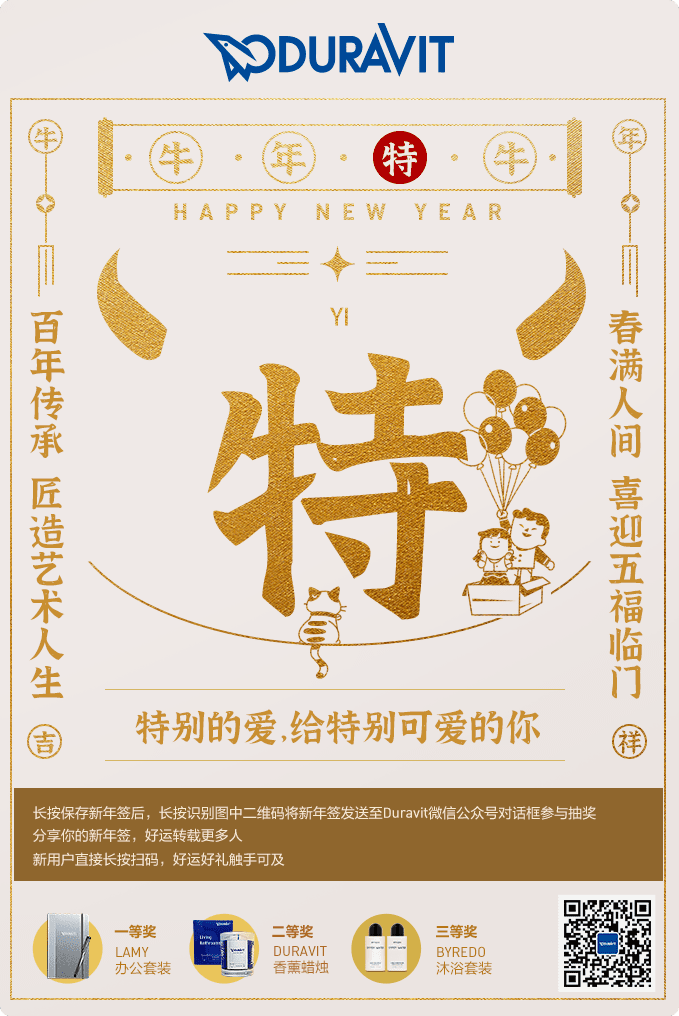 DURAVIT
牛 年 特 牛
HAPPY NEW YEAR
牛
年
YI
特
百年传承 匠造艺术人生
春满人间 喜迎五福临门
吉
祥
特别的爱,给特别可爱的你
长按保存新年签后，长按识别图中二维码将新年签发送至Duravit微信公众号对话框参与抽奖
分享你的新年签，好运转载更多人
新用户直接长按扫码，好运好礼触手可及
一等奖
LAMY
办公套装
二等奖
DURAVIT
香薰蜡烛
三等奖
BYREDO
沐浴套装